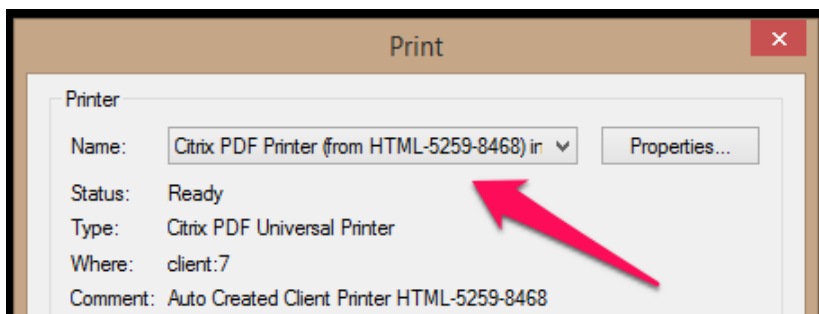 Print
Printer
Name: Citrix PDF Printer (from HTML-5259-8468) in Properties...
Status: Ready
Type: Citrix PDF Universal Printer
Where: client:7
Comment: Auto Created Client Printer HTML-5259-8468